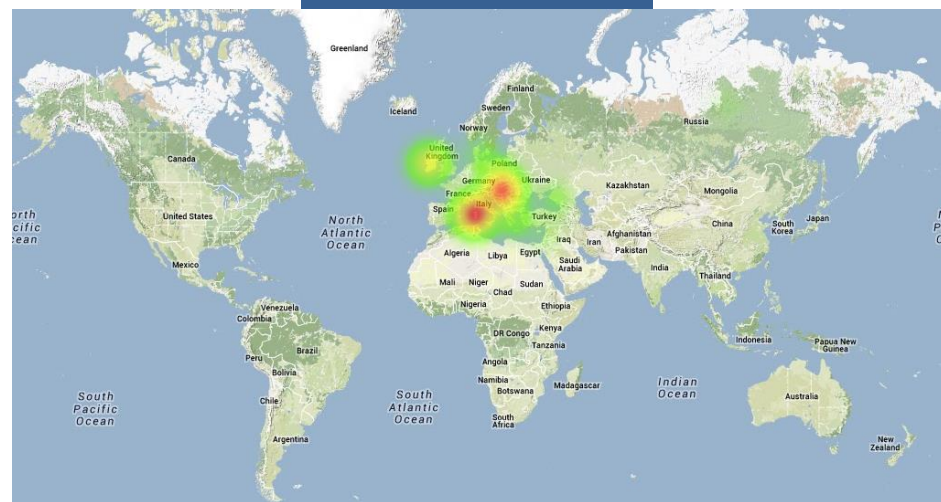 Greenland
Iceland
Finland
Sweden
Norway
Russia
Canada
United
Kingdom
Poland
Germany
Ukraine
France
Kazakhstan
Mongolia
Italy
Spain
Turkey
United States
North
Atlantic
Ocean
China
South
Korea
Japan
Afghanistan
Iraq
Iran
Pakistan
Algeria
Libya
Egypt
Saudi
Arabia
India
Mexico
Thailand
Mali
Niger
Chad
Sudan
Nigeria
Ethiopia
Venezuela
Colombia
DR Congo
Kenya
Tanzania
Indonesia
Papua New
Guinea
Peru
Brazil
Bolivia
Angola
Namibia
Botswana
Madagascar
South
Pacific
Ocean
Chile
South
Atlantic
Ocean
Indian
Ocean
Australia
South
Africa
Argentina
New
Zealand